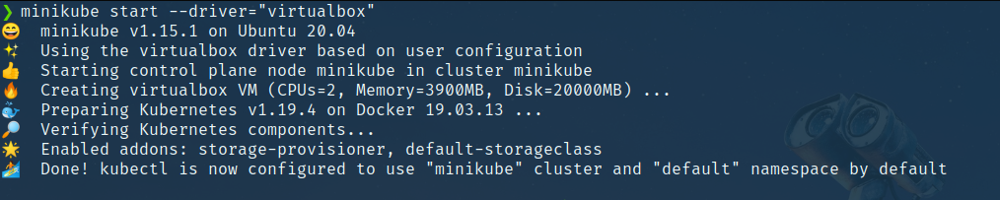 ❯ minikube start --driver="virtualbox"
😄 minikube v1.15.1 on Ubuntu 20.04
✨ Using the virtualbox driver based on user configuration
👍 Starting control plane node minikube in cluster minikube
🔥 Creating virtualbox VM (CPUs=2, Memory=3900MB, Disk=20000MB) ...
🐳 Preparing Kubernetes v1.19.4 on Docker 19.03.13 ...
🔎 Verifying Kubernetes components...
🌟 Enabled addons: storage-provisioner, default-storageclass
🏄 Done! kubectl is now configured to use "minikube" cluster and "default" namespace by default